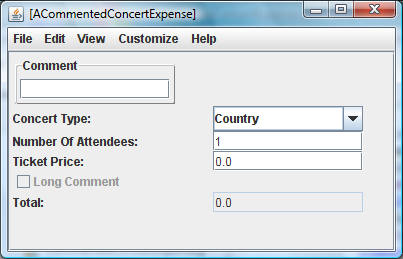 [ACommentedConcertExpense]
File Edit View Customize Help
Comment
Concert Type: Country
Number Of Attendees: 1
Ticket Price: 0.0
Long Comment
Total: 0.0